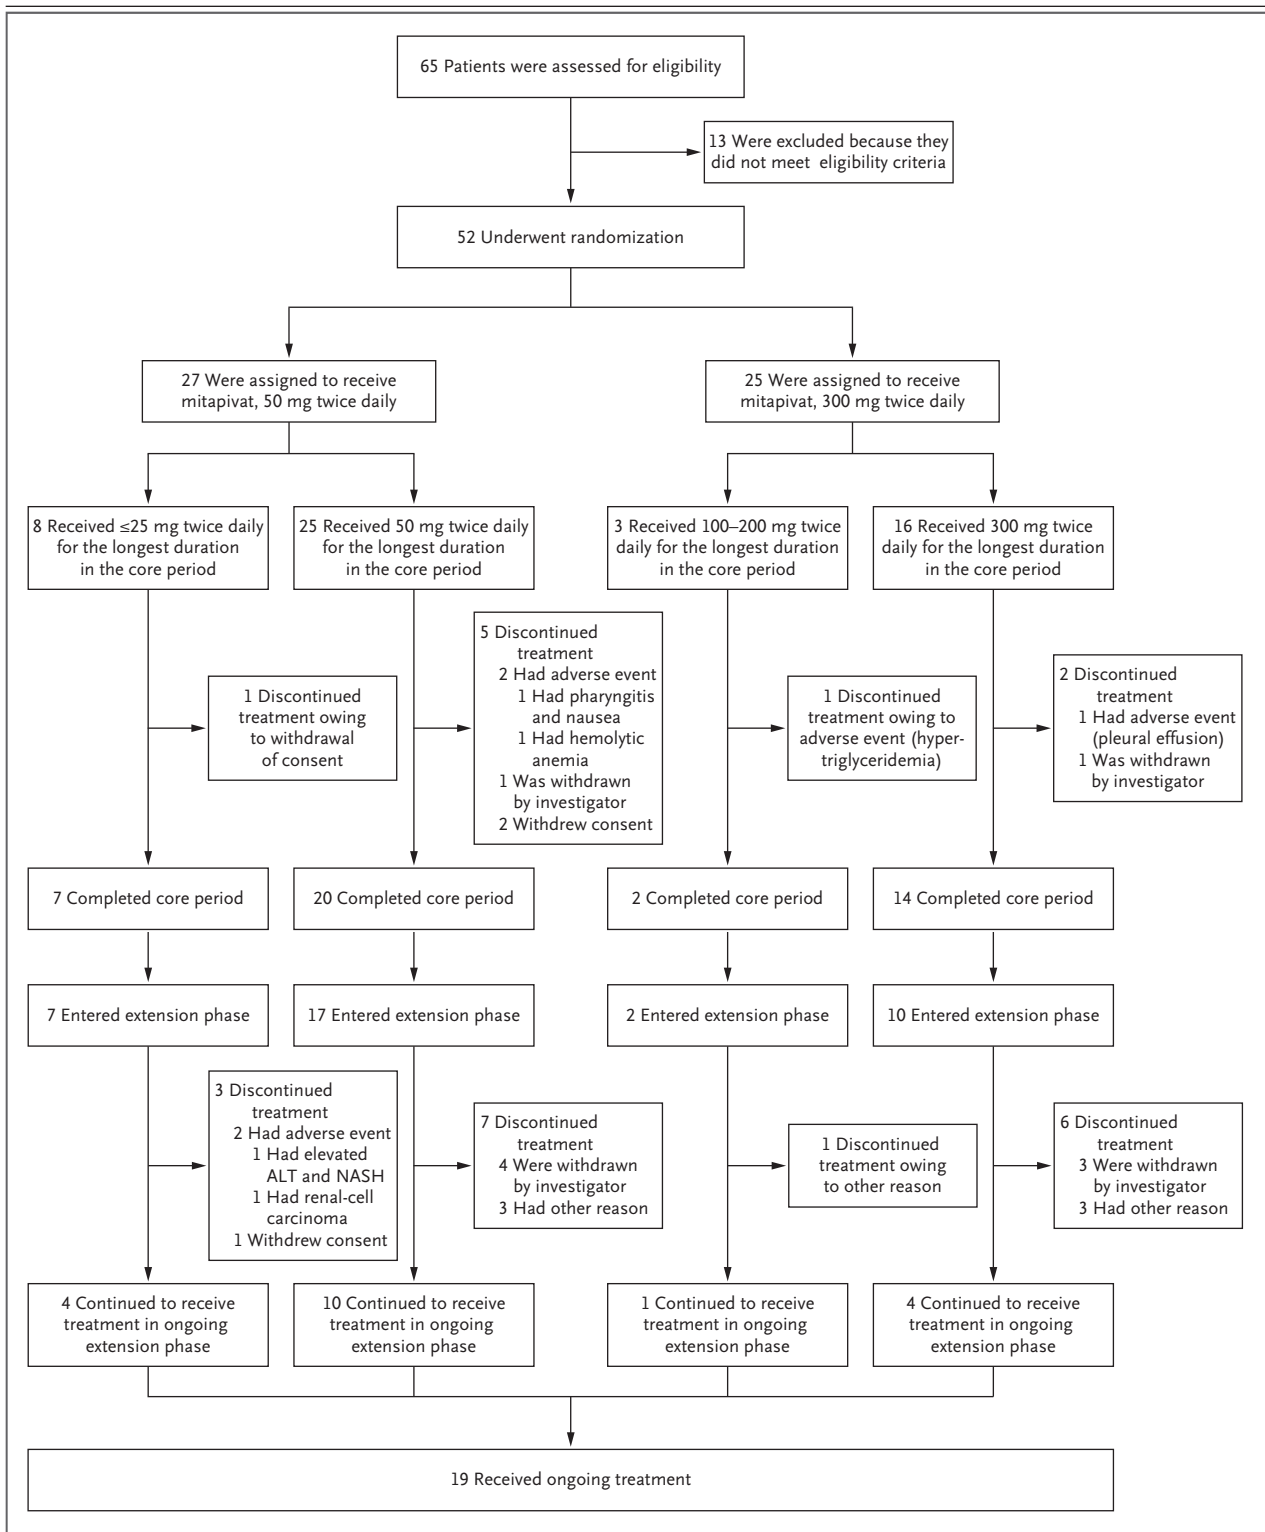 65 Patients were assessed for eligibility
13 Were excluded because they
did not meet eligibility criteria
52 Underwent randomization
27 Were assigned to receive
mitapivat, 50 mg twice daily
25 Were assigned to receive
mitapivat, 300 mg twice daily
8 Received ≤25 mg twice daily
for the longest duration
in the core period
25 Received 50 mg twice daily
for the longest duration
in the core period
3 Received 100–200 mg twice
daily for the longest duration
in the core period
16 Received 300 mg twice
daily for the longest duration
in the core period
1 Discontinued
treatment owing
to withdrawal
of consent
5 Discontinued
treatment
2 Had adverse event
1 Had pharyngitis
and nausea
1 Had hemolytic
anemia
1 Was withdrawn
by investigator
2 Withdrew consent
1 Discontinued
treatment owing to
adverse event (hyper-
triglyceridemia)
2 Discontinued
treatment
1 Had adverse event
(pleural effusion)
1 Was withdrawn
by investigator
7 Completed core period
20 Completed core period
2 Completed core period
14 Completed core period
7 Entered extension phase
17 Entered extension phase
2 Entered extension phase
10 Entered extension phase
3 Discontinued
treatment
2 Had adverse event
1 Had elevated
ALT and NASH
1 Had renal-cell
carcinoma
1 Withdrew consent
7 Discontinued
treatment
4 Were withdrawn
by investigator
3 Had other reason
1 Discontinued
treatment owing
to other reason
6 Discontinued
treatment
3 Were withdrawn
by investigator
3 Had other reason
4 Continued to receive
treatment in ongoing
extension phase
10 Continued to receive
treatment in ongoing
extension phase
1 Continued to receive
treatment in ongoing
extension phase
4 Continued to receive
treatment in ongoing
extension phase
19 Received ongoing treatment